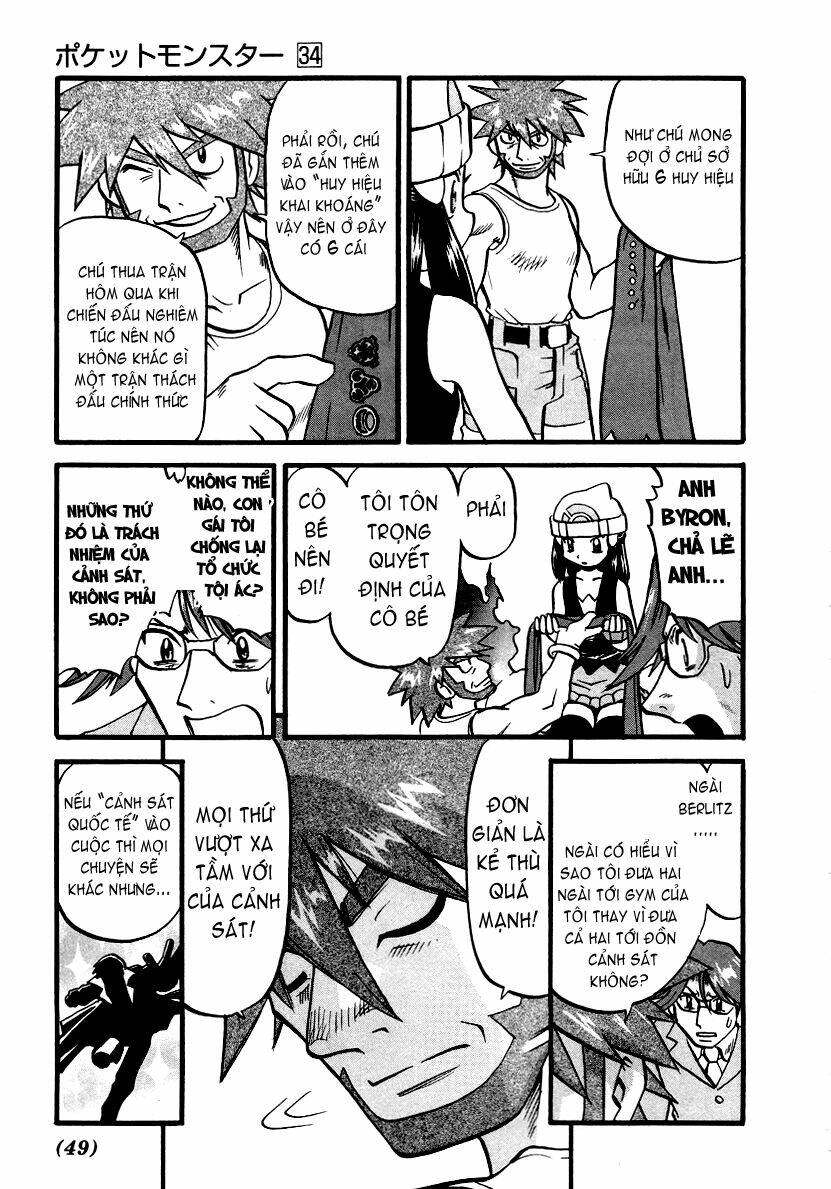 ポケットモンスター 34
NHƯ CHÚ MONG
ĐỢI Ở CHỦ SỞ
HỮU 6 HUY HIỆU
PHẢI RỒI, CHÚ
ĐÃ GẮN THÊM
VÀO "HUY HIỆU
KHAI KHOÁNG"
VẬY NÊN Ở ĐÂY
CÓ 6 CÁI
CHÚ THUA TRẬN
HÔM QUA KHI
CHIẾN ĐẤU NGHIÊM
TÚC NÊN NÓ
KHÔNG KHÁC GÌ
MỘT TRẬN THÁCH
ĐẤU CHÍNH THỨC
ANH
BYRON,
CHẢ LẼ
ANH...
PHẢI
TÔI TÔN
TRỌNG
QUYẾT
ĐỊNH CỦA
CÔ BÉ
CÔ
BÉ
NÊN
ĐI!
KHÔNG THỂ
NÀO, CON
GÁI TÔI
CHỐNG LẠI
TỔ CHỨC
TỘI ÁC?
NHỮNG THỨ
ĐÓ LÀ TRÁCH
NHIỆM CỦA
CẢNH SÁT,
KHÔNG PHẢI
SAO?
NGÀI
BERLITZ
.....
NGÀI CÓ HIỂU VÌ
SAO TÔI ĐƯA HAI
NGÀI TỚI GYM CỦA
TÔI THAY VÌ ĐƯA
CẢ HAI TỚI ĐỒN
CẢNH SÁT
KHÔNG?
ĐƠN
GIẢN LÀ
KẺ THÙ
QUÁ
MẠNH!
MỌI THỨ
VƯỢT XA
TẦM VỚI
CỦA CẢNH
SÁT!
NẾU "CẢNH SÁT
QUỐC TẾ" VÀO
CUỘC THÌ MỌI
CHUYỆN SẼ
KHÁC NHƯNG...
(49)